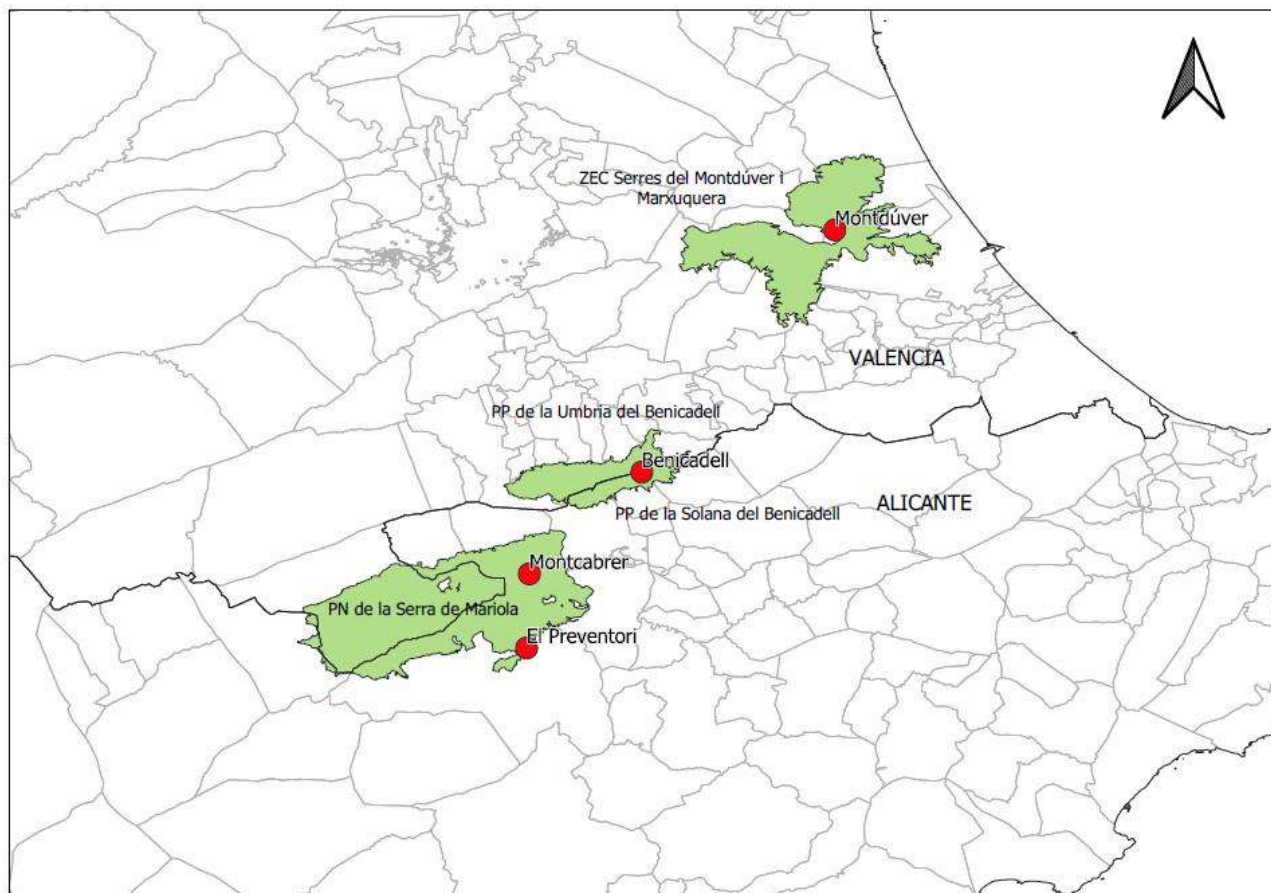 ZEC Serres del Montdúver i
Marxuquera
Montdúver
VALENCIA
PP de la Umbria del Benicadell
Benicadell
ALICANTE
PP de la Solana del Benicadell
Montcabrer
PN de la Serra de Mariola
El Preventori